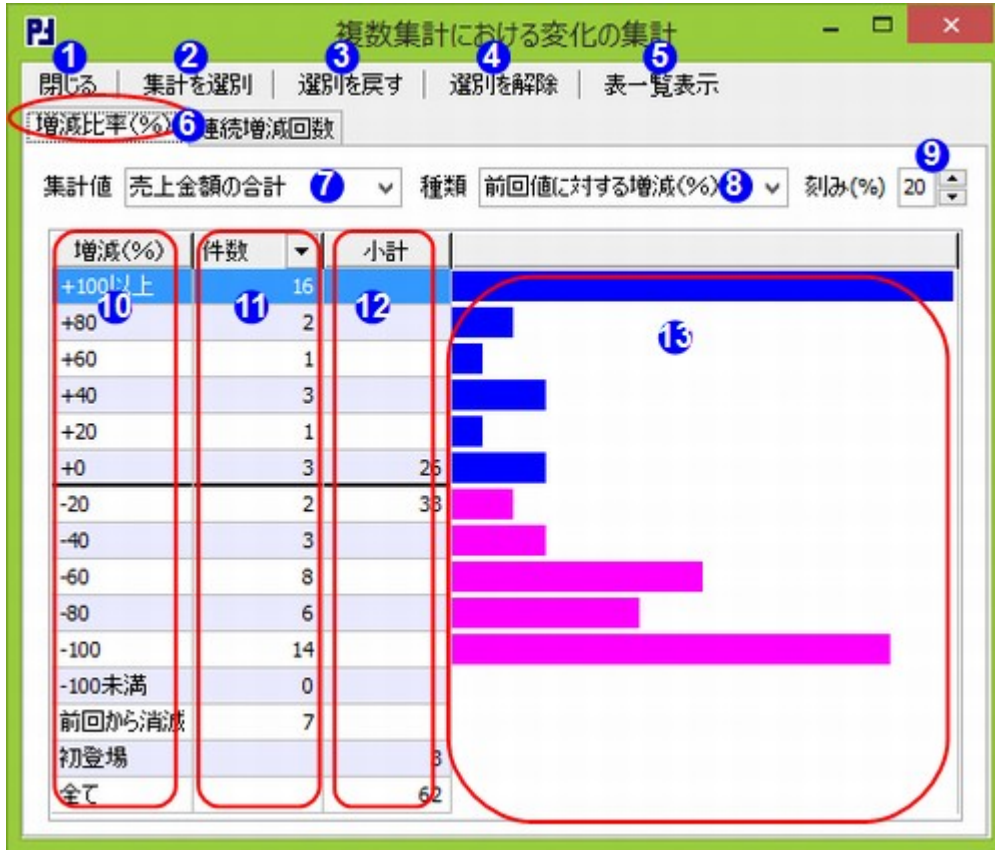 PJ 複数集計における変化の集計
1 2 3 4 5
閉じる 集計を選別 選別を戻す 選別を解除 表一覧表示
増減比率(%) 6 連続増減回数
9
集計値 売上金額の合計 7 種類 前回値に対する増減(%) 8 刻み(%) 20
増減(%) 件数 小計
+100以上 16
10 11 12 13
+80 2
+60 1
+40 3
+20 1
+0 3 26
-20 2 33
-40 3
-60 8
-80 6
-100 14
-100未満 0
前回から消滅 7
初登場 3
全て 62